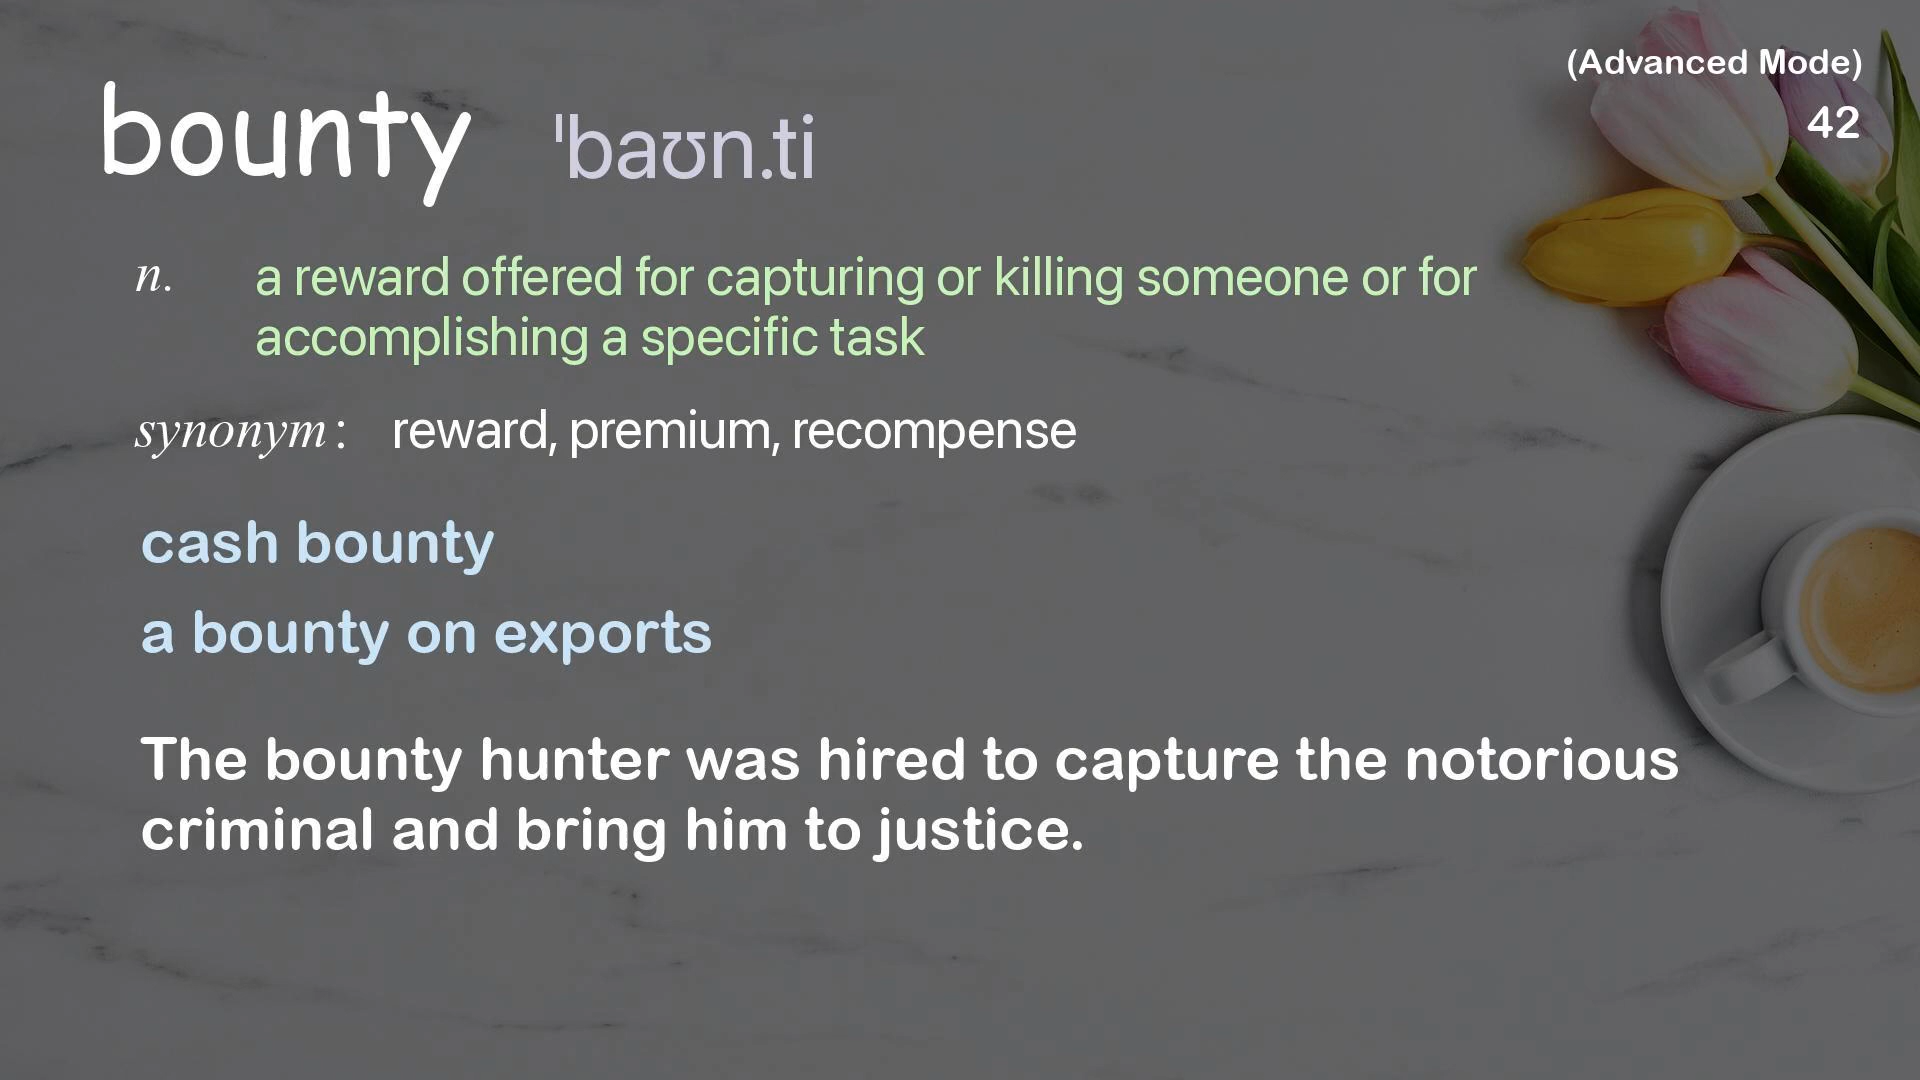 (Advanced Mode)
42
bounty ˈbaʊn.ti
n. a reward offered for capturing or killing someone or for
accomplishing a specific task
synonym: reward, premium, recompense
cash bounty
a bounty on exports
The bounty hunter was hired to capture the notorious
criminal and bring him to justice.